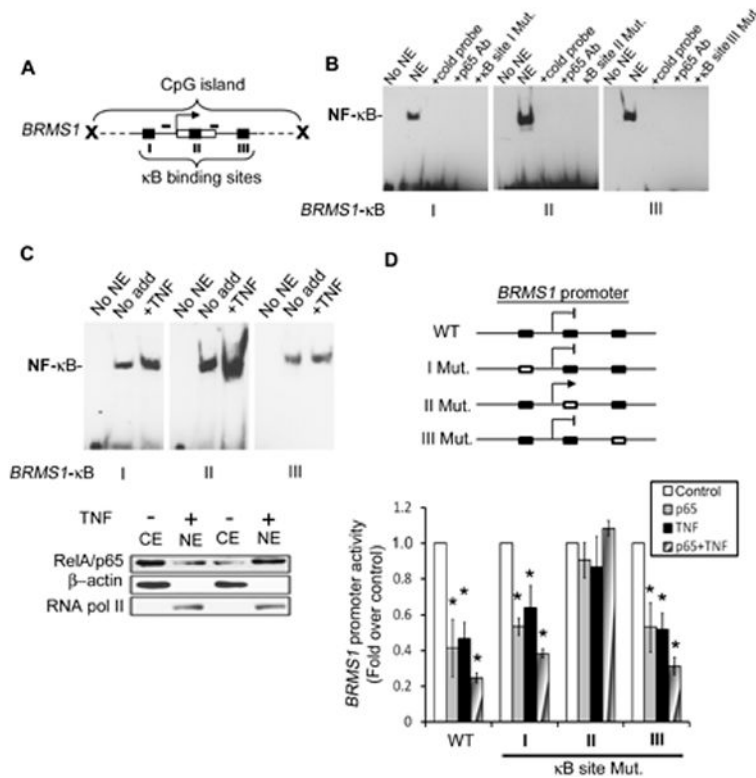 A
CpG island
BRMS1
X
X
I
II
III
κB binding sites
B
No NE
NE
+cold probe
+p65 Ab
+κB site I Mut.
No NE
NE
+cold probe
+p65 Ab
κB site II Mut.
No NE
NE
+cold probe
+p65 Ab
+κB site III Mut.
NF-κB-
BRMS1-κB I II III
C
No NE
No add
+TNF
No NE
No add
+TNF
No NE
No add
+TNF
NF-κB-
BRMS1-κB I II III
TNF - + - +
CE NE CE NE
RelA/p65
β-actin
RNA pol II
D
BRMS1 promoter
WT
I Mut.
II Mut.
III Mut.
Control
p65
TNF
p65+TNF
BRMS1 promoter activity
(Fold over control)
1.2
1.0
0.8
0.6
0.4
0.2
0
* * *
* * *
* * *
WT I II III
κB site Mut.